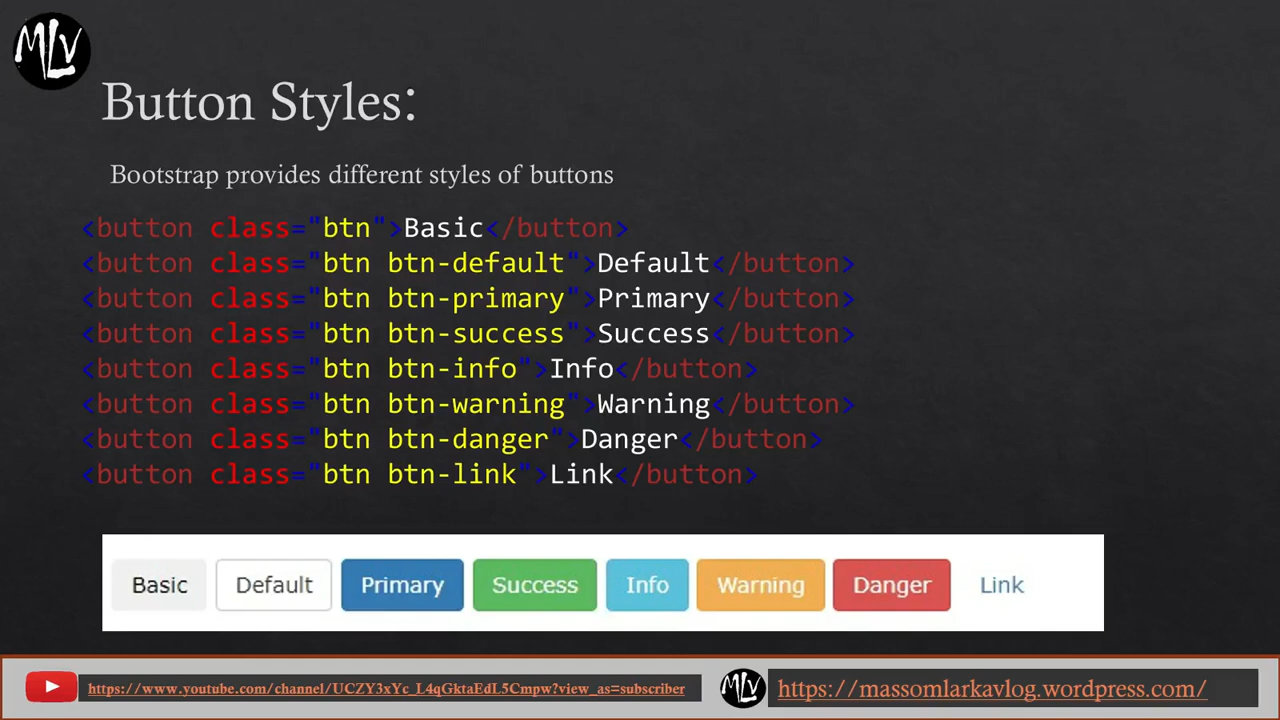 MLV
Button Styles:
Bootstrap provides different styles of buttons
<button class="btn">Basic</button>
<button class="btn btn-default">Default</button>
<button class="btn btn-primary">Primary</button>
<button class="btn btn-success">Success</button>
<button class="btn btn-info">Info</button>
<button class="btn btn-warning">Warning</button>
<button class="btn btn-danger">Danger</button>
<button class="btn btn-link">Link</button>
Basic Default Primary Success Info Warning Danger Link
https://www.youtube.com/channel/UCZY3xYc_L4qGktaEdL5Cmpw?view_as=subscriber MLV https://massomlarkavlog.wordpress.com/